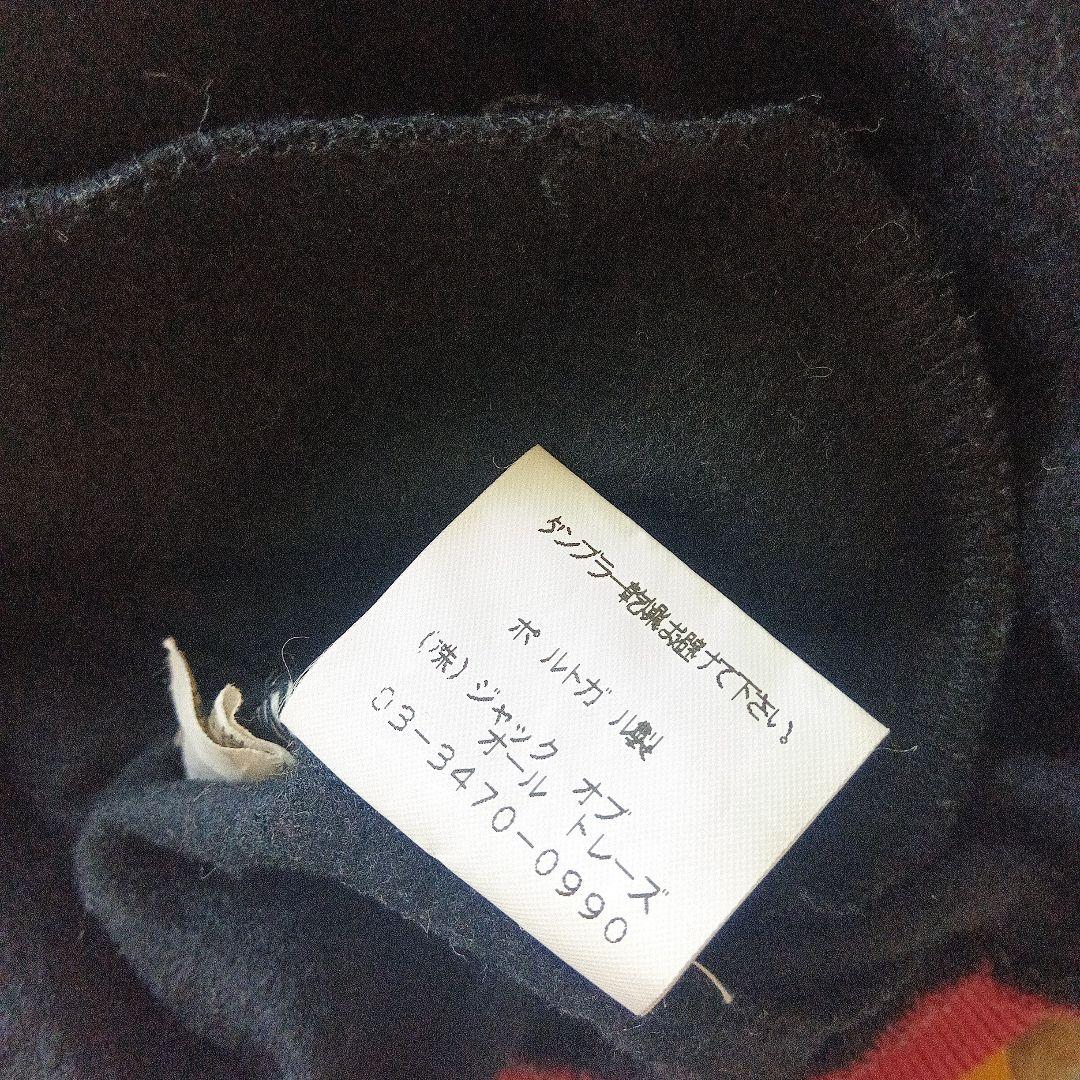 タンブラー乾燥はお避けて下さい。
ポルトガル製
(株)ジャック オブ
オール トレーズ
03-3470-0990